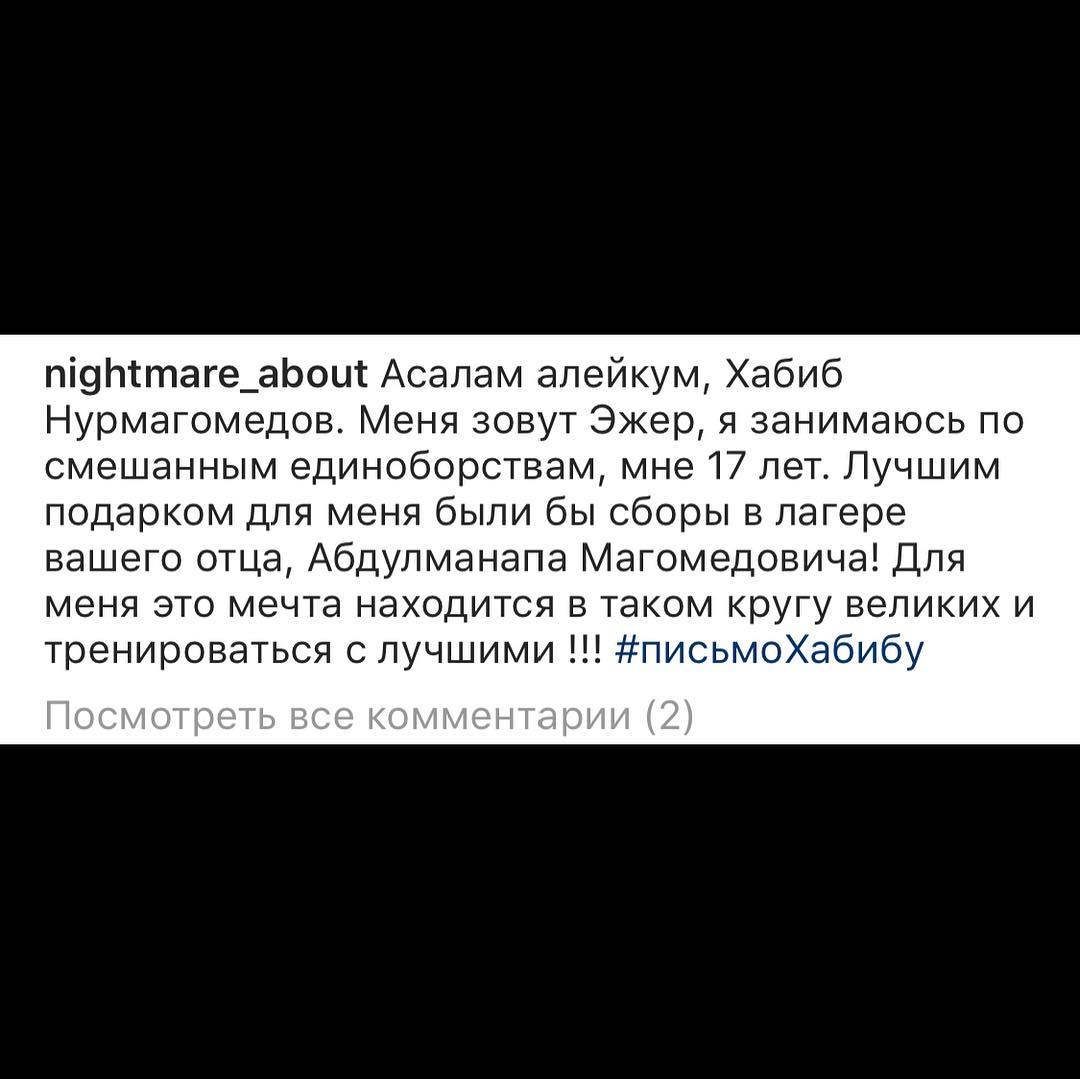 nightmare_about Асалам алейкум, Хабиб
Нурмагомедов. Меня зовут Эжер, я занимаюсь по
смешанным единоборствам, мне 17 лет. Лучшим
подарком для меня были бы сборы в лагере
вашего отца, Абдулманапа Магомедовича! Для
меня это мечта находится в таком кругу великих и
тренироваться с лучшими !!! #письмоХабибу
Посмотреть все комментарии (2)